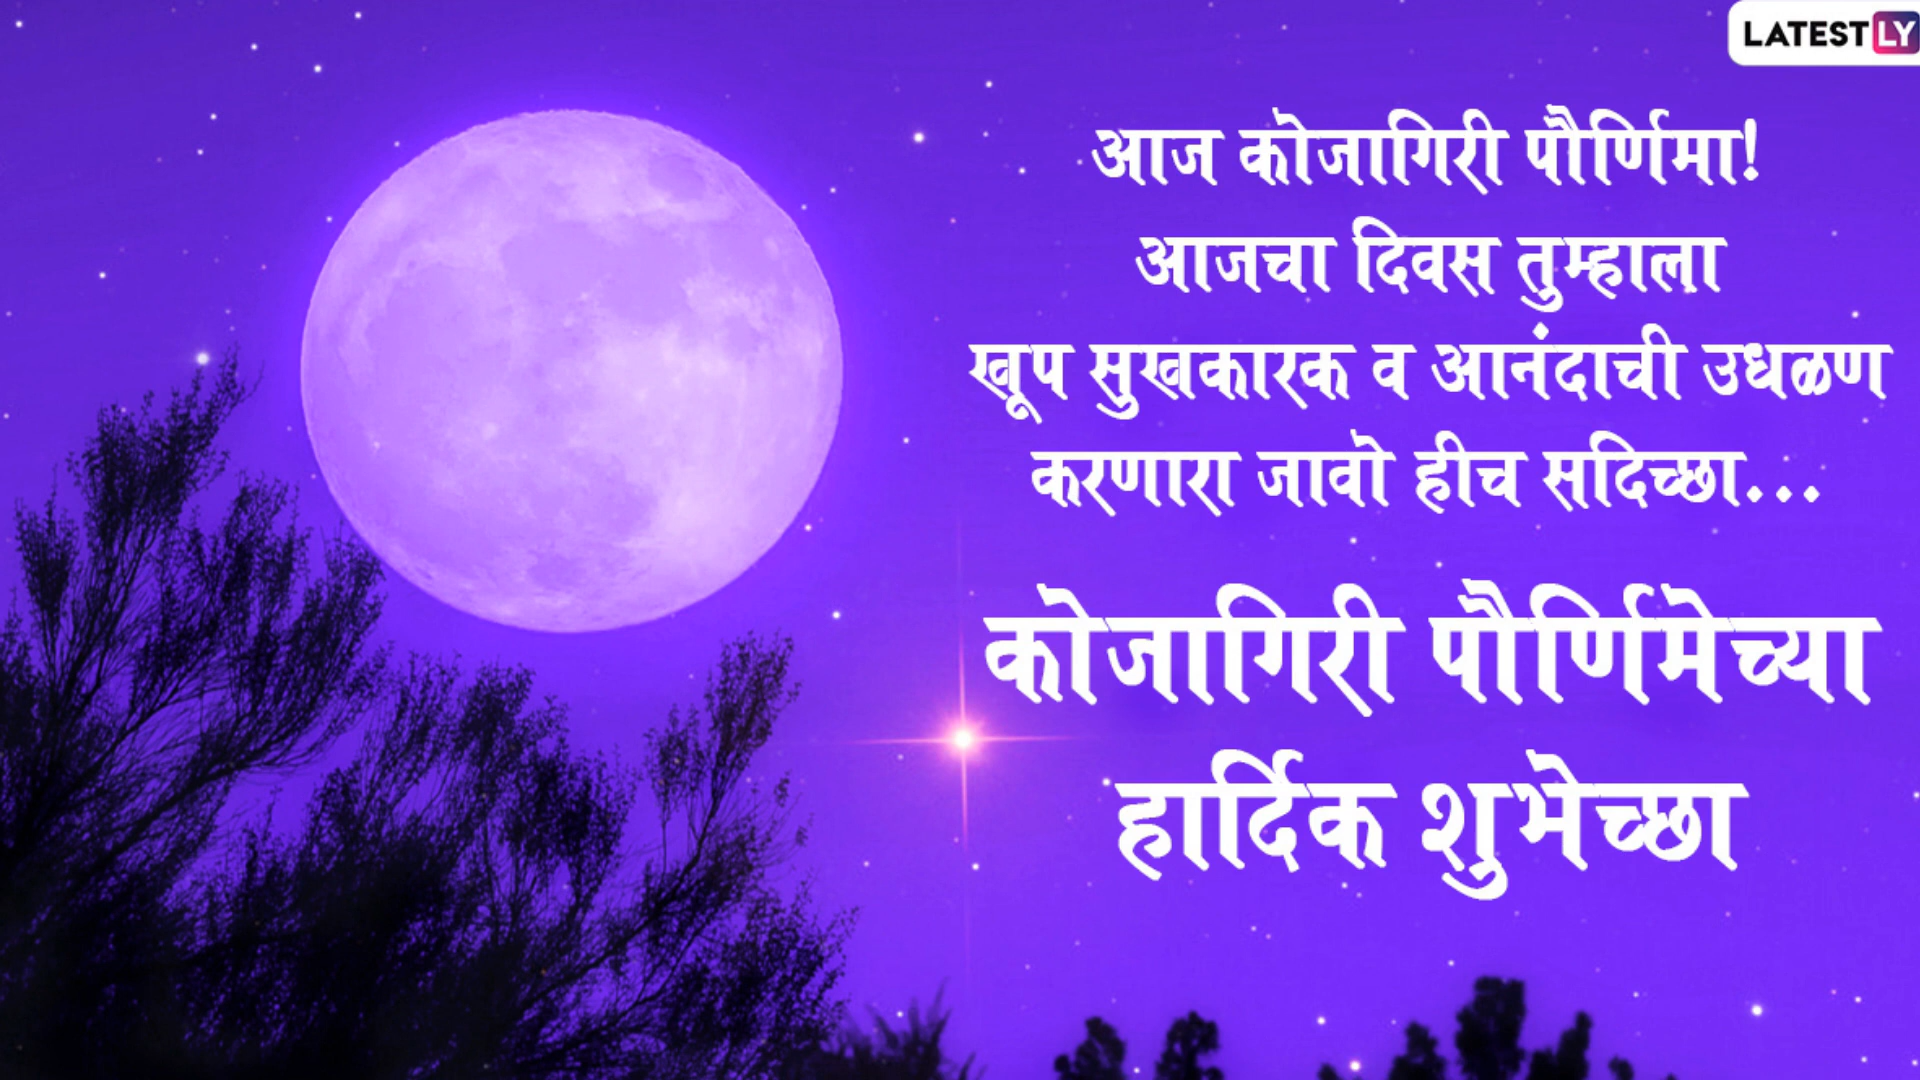 LATESTLY
आज कोजागिरी पौर्णिमा!
आजचा दिवस तुम्हाला
खूप सुखकारक व आनंदाची उधळण
करणारा जावो हीच सदिच्छा...
कोजागिरी पौर्णिमेच्या
हार्दिक शुभेच्छा